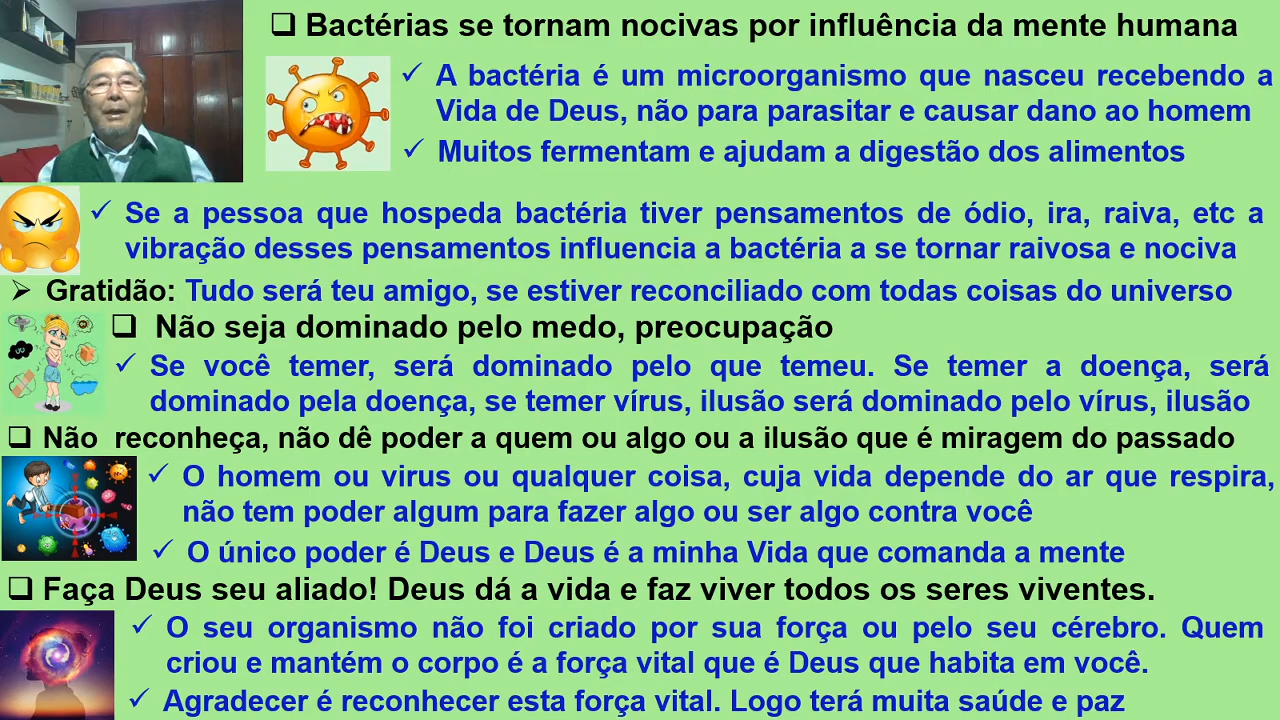 Bactérias se tornam nocivas por influência da mente humana
A bactéria é um microorganismo que nasceu recebendo a
Vida de Deus, não para parasitar e causar dano ao homem
Muitos fermentam e ajudam a digestão dos alimentos
Se a pessoa que hospeda bactéria tiver pensamentos de ódio, ira, raiva, etc a
vibração desses pensamentos influencia a bactéria a se tornar raivosa e nociva
Gratidão: Tudo será teu amigo, se estiver reconciliado com todas coisas do universo
Não seja dominado pelo medo, preocupação
Se você temer, será dominado pelo que temeu. Se temer a doença, será
dominado pela doença, se temer vírus, ilusão será dominado pelo vírus, ilusão
Não reconheça, não dê poder a quem ou algo ou a ilusão que é miragem do passado
O homem ou virus ou qualquer coisa, cuja vida depende do ar que respira,
não tem poder algum para fazer algo ou ser algo contra você
O único poder é Deus e Deus é a minha Vida que comanda a mente
Faça Deus seu aliado! Deus dá a vida e faz viver todos os seres viventes.
O seu organismo não foi criado por sua força ou pelo seu cérebro. Quem
criou e mantém o corpo é a força vital que é Deus que habita em você.
Agradecer é reconhecer esta força vital. Logo terá muita saúde e paz